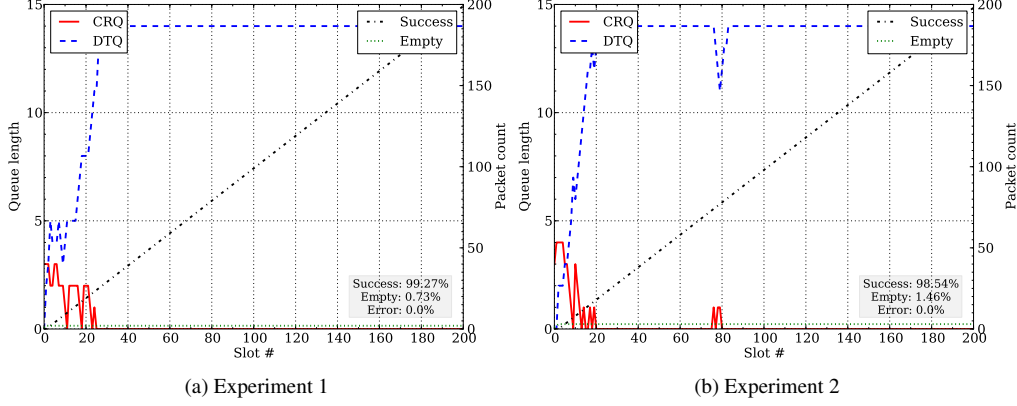 15
10
5
0
Queue length
CRQ
DTQ
Success
Empty
200
150
100
50
0
Packet count
Success: 99.27%
Empty: 0.73%
Error: 0.0%
0 20 40 60 80 100 120 140 160 180 200
Slot #
(a) Experiment 1
15
10
5
0
Queue length
CRQ
DTQ
Success
Empty
200
150
100
50
0
Packet count
Success: 98.54%
Empty: 1.46%
Error: 0.0%
0 20 40 60 80 100 120 140 160 180 200
Slot #
(b) Experiment 2